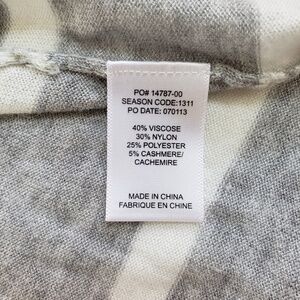 PO# 14787-00
SEASON CODE:1311
PO DATE: 070113
40% VISCOSE
30% NYLON
25% POLYESTER
5% CASHMERE/
CACHEMIRE
MADE IN CHINA
FABRIQUE EN CHINE